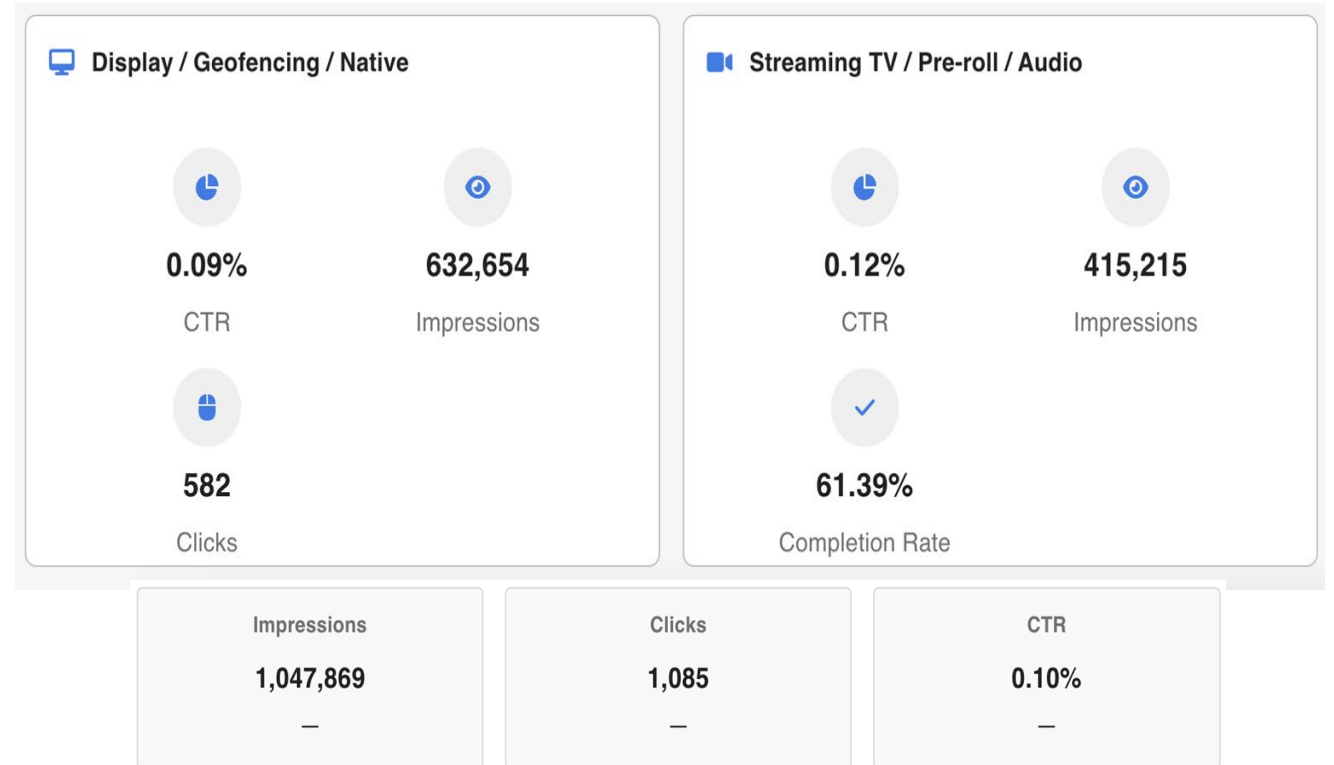 Display / Geofencing / Native
0.09%
CTR
632,654
Impressions
582
Clicks
Streaming TV / Pre-roll / Audio
0.12%
CTR
415,215
Impressions
61.39%
Completion Rate
Impressions
1,047,869
—
Clicks
1,085
—
CTR
0.10%
—